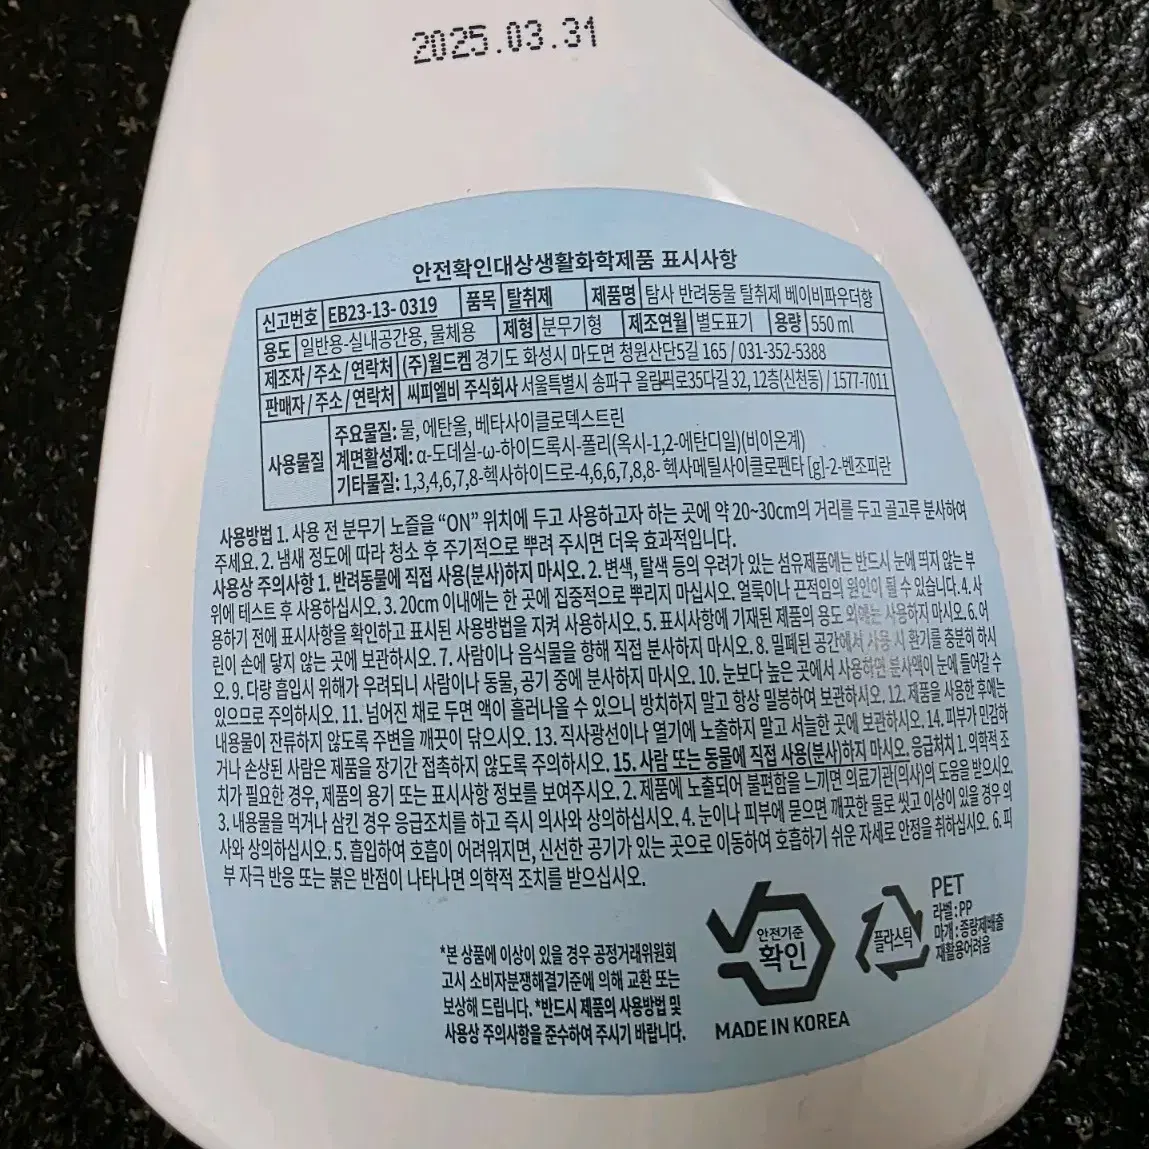 2025.03.31
안전확인대상생활화학제품 표시사항
신고번호 EB23-13- 0319 품목 탈취제 제품명 탐사 반려동물 탈취제 베이비파우더향
용도 일반용-실내공간용, 물체용 제형 분무기형 제조연월 별도표기 용량 550 ml
제조자 / 주소 / 연락처 (주)월드켐 경기도 화성시 마도면 청원산단5길 165 / 031-352-5388
판매자 / 주소 / 연락처 씨피엘비 주식회사 서울특별시 송파구 올림픽로35다길 32, 12층(신천동) / 1577-7011
사용물질
주요물질: 물, 에탄올, 베타사이클로덱스트린
계면활성제: α-도데실-ω-하이드록시-폴리(옥시-1,2-에탄디일)(비이온계)
기타물질: 1,3,4,6,7,8-헥사하이드로-4,6,6,7,8,8- 헥사메틸사이클로펜타 [g]-2-벤조피란
사용방법 1. 사용 전 분무기 노즐을 “ON” 위치에 두고 사용하고자 하는 곳에 약 20~30cm의 거리를 두고 골고루 분사하여
주세요. 2. 냄새 정도에 따라 청소 후 주기적으로 뿌려 주시면 더욱 효과적입니다.
사용상 주의사항 1. 반려동물에 직접 사용(분사)하지 마시오. 2. 변색, 탈색 등의 우려가 있는 섬유제품에는 반드시 눈에 띄지 않는 부
위에 테스트 후 사용하십시오. 3. 20cm 이내에는 한 곳에 집중적으로 뿌리지 마십시오. 얼룩이나 끈적임의 원인이 될 수 있습니다. 4. 사
용하기 전에 표시사항을 확인하고 표시된 사용방법을 지켜 사용하시오. 5. 표시사항에 기재된 제품의 용도 외에는 사용하지 마시오. 6. 어
린이 손에 닿지 않는 곳에 보관하시오. 7. 사람이나 음식물을 향해 직접 분사하지 마시오. 8. 밀폐된 공간에서 사용 시 환기를 충분히 하시
오. 9. 다량 흡입시 위해가 우려되니 사람이나 동물, 공기 중에 분사하지 마시오. 10. 눈보다 높은 곳에서 사용하면 분사액이 눈에 들어갈 수
있으므로 주의하시오. 11. 넘어진 채로 두면 액이 흘러나올 수 있으니 방치하지 말고 항상 밀봉하여 보관하시오. 12. 제품을 사용한 후에는
내용물이 잔류하지 않도록 주변을 깨끗이 닦으시오. 13. 직사광선이나 열기에 노출하지 말고 서늘한 곳에 보관하시오. 14. 피부가 민감하
거나 손상된 사람은 제품을 장기간 접촉하지 않도록 주의하시오. 15. 사람 또는 동물에 직접 사용(분사)하지 마시오. 응급처치 1. 의학적 조
치가 필요한 경우, 제품의 용기 또는 표시사항 정보를 보여주시오. 2. 제품에 노출되어 불편함을 느끼면 의료기관(의사)의 도움을 받으시오.
3. 내용물을 먹거나 삼킨 경우 응급조치를 하고 즉시 의사와 상의하십시오. 4. 눈이나 피부에 묻으면 깨끗한 물로 씻고 이상이 있을 경우 의
사와 상의하십시오. 5. 흡입하여 호흡이 어려워지면, 신선한 공기가 있는 곳으로 이동하여 호흡하기 쉬운 자세로 안정을 취하십시오. 6. 피
부 자극 반응 또는 붉은 반점이 나타나면 의학적 조치를 받으십시오.
*본 상품에 이상이 있을 경우 공정거래위원회
고시 소비자분쟁해결기준에 의해 교환 또는
보상해 드립니다. *반드시 제품의 사용방법 및
사용상 주의사항을 준수하여 주시기 바랍니다.
안전기준
확인
MADE IN KOREA
플라스틱
PET
라벨 : PP
마개 : 종량제배출
재활용어려움